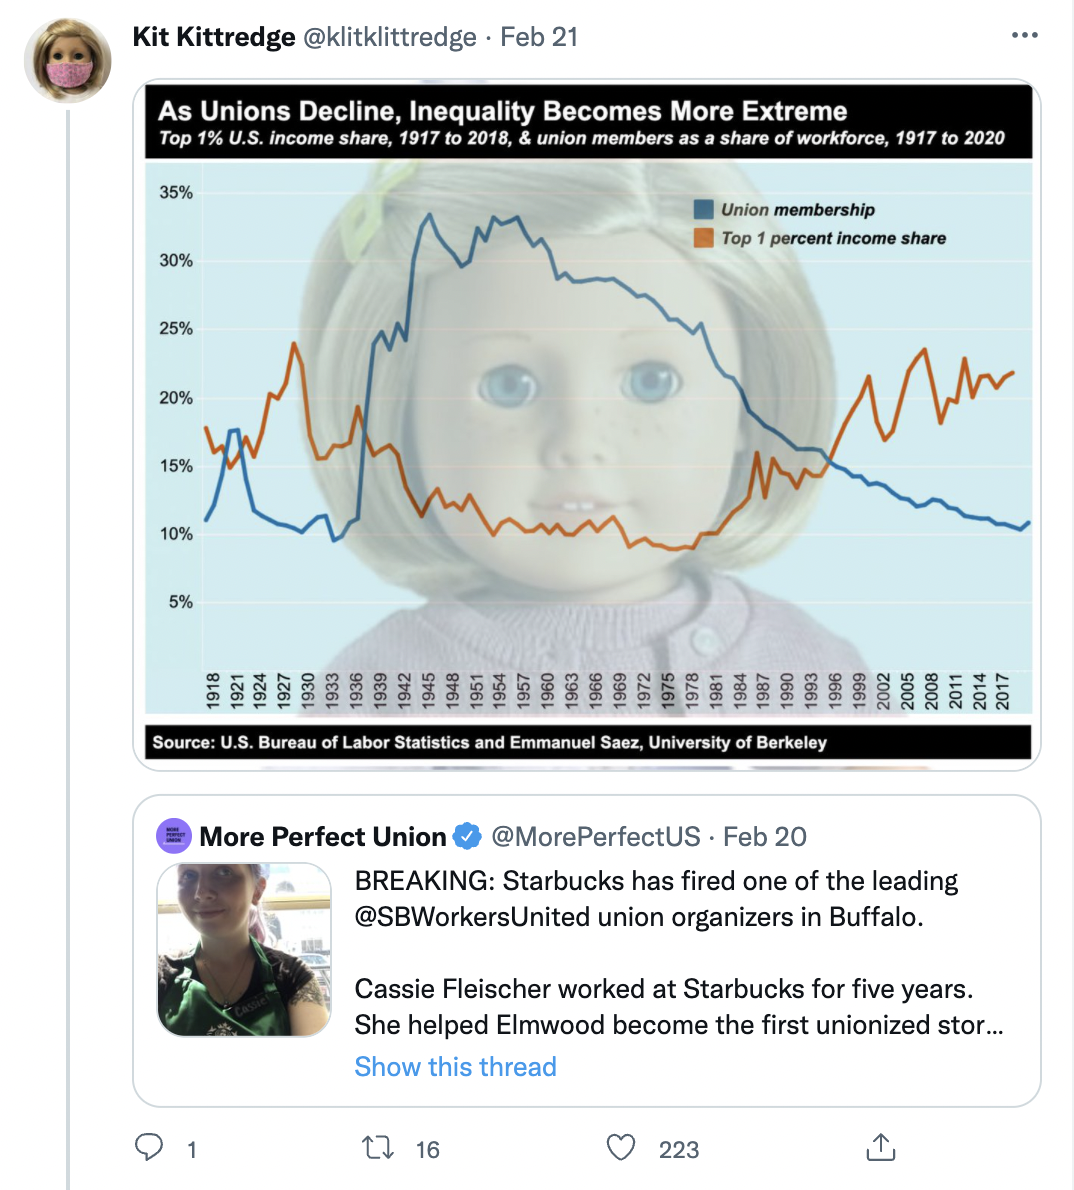 Kit Kittredge @klitklittredge · Feb 21
As Unions Decline, Inequality Becomes More Extreme
Top 1% U.S. income share, 1917 to 2018, & union members as a share of workforce, 1917 to 2020
Union membership
Top 1 percent income share
35%
30%
25%
20%
15%
10%
5%
1918 1921 1924 1927 1930 1933 1936 1939 1942 1945 1948 1951 1954 1957 1960 1963 1966 1969 1972 1975 1978 1981 1984 1987 1990 1993 1996 1999 2002 2005 2008 2011 2014 2017
Source: U.S. Bureau of Labor Statistics and Emmanuel Saez, University of Berkeley
MORE
PERFECT
UNION
More Perfect Union @MorePerfectUS · Feb 20
BREAKING: Starbucks has fired one of the leading
@SBWorkersUnited union organizers in Buffalo.
Cassie
Cassie Fleischer worked at Starbucks for five years.
She helped Elmwood become the first unionized stor...
Show this thread
1 16 223